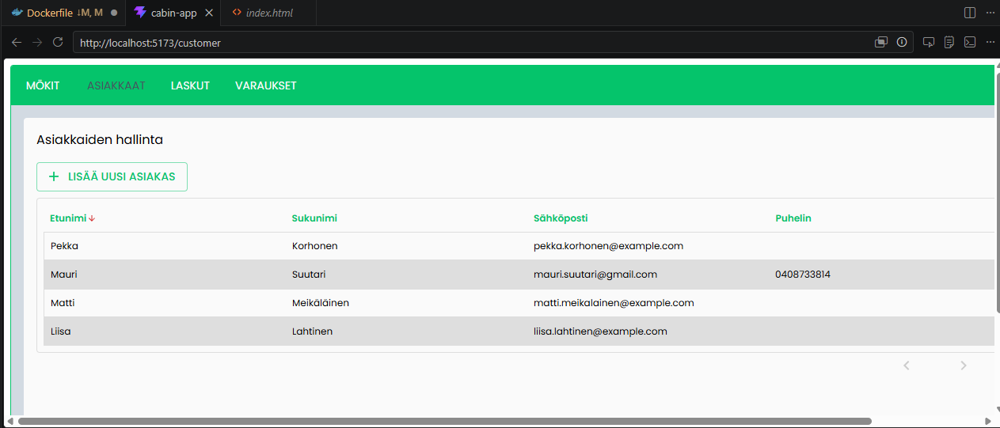 Dockerfile ↓M, M ● cabin-app index.html
http://localhost:5173/customer
MÖKIT ASIAKKAAT LASKUT VARAUKSET
Asiakkaiden hallinta
+ LISÄÄ UUSI ASIAKAS
Etunimi ↓ Sukunimi Sähköposti Puhelin
Pekka Korhonen pekka.korhonen@example.com
Mauri Suutari mauri.suutari@gmail.com 0408733814
Matti Meikäläinen matti.meikalainen@example.com
Liisa Lahtinen liisa.lahtinen@example.com